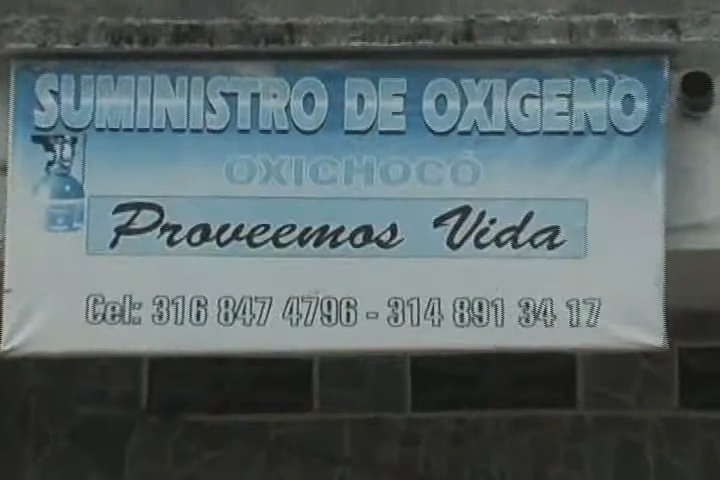 SUMINISTRO DE OXIGENO
OXICHOCÓ
Proveemos Vida
Cel: 316 847 4796 - 314 891 34 17